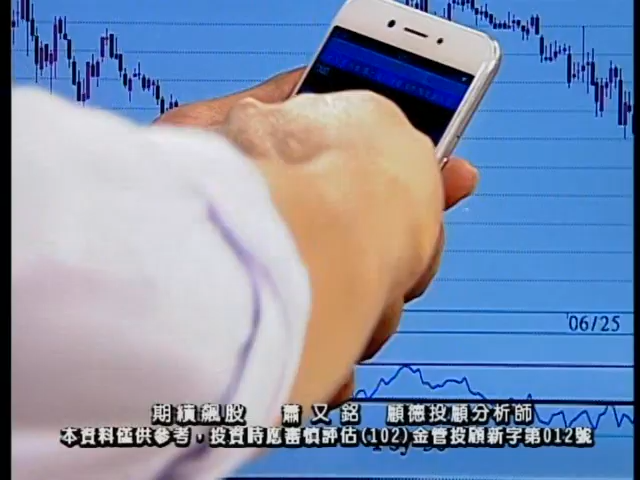 06/25
期績飆股 蕭又銘 顧德投顧分析師
本資料僅供參考，投資時應審慎評估(102)金管投顧新字第012號